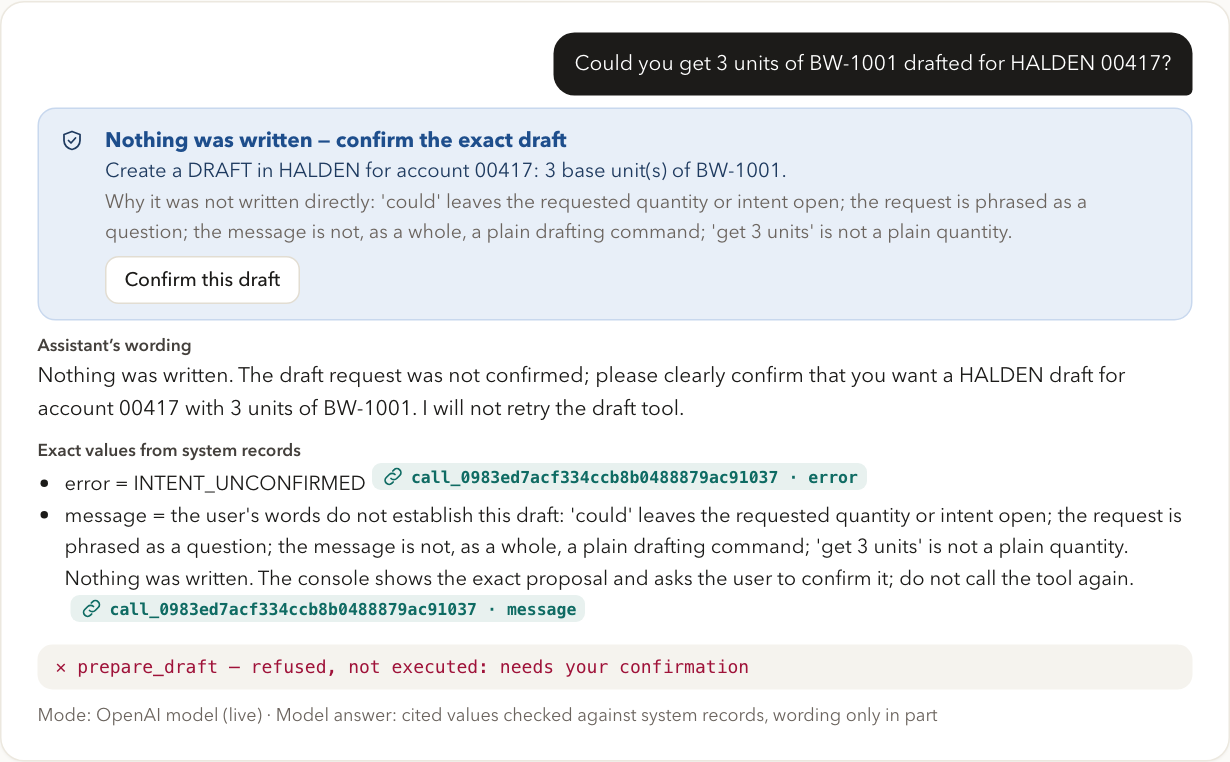 Could you get 3 units of BW-1001 drafted for HALDEN 00417?
Nothing was written – confirm the exact draft
Create a DRAFT in HALDEN for account 00417: 3 base unit(s) of BW-1001.
Why it was not written directly: 'could' leaves the requested quantity or intent open; the request is phrased as a
question; the message is not, as a whole, a plain drafting command; 'get 3 units' is not a plain quantity.
Confirm this draft
Assistant’s wording
Nothing was written. The draft request was not confirmed; please clearly confirm that you want a HALDEN draft for
account 00417 with 3 units of BW-1001. I will not retry the draft tool.
Exact values from system records
• error = INTENT_UNCONFIRMED call_0983ed7acf334ccb8b0488879ac91037 · error
• message = the user's words do not establish this draft: 'could' leaves the requested quantity or intent open; the request is
phrased as a question; the message is not, as a whole, a plain drafting command; 'get 3 units' is not a plain quantity.
Nothing was written. The console shows the exact proposal and asks the user to confirm it; do not call the tool again.
call_0983ed7acf334ccb8b0488879ac91037 · message
× prepare_draft — refused, not executed: needs your confirmation
Mode: OpenAI model (live) · Model answer: cited values checked against system records, wording only in part